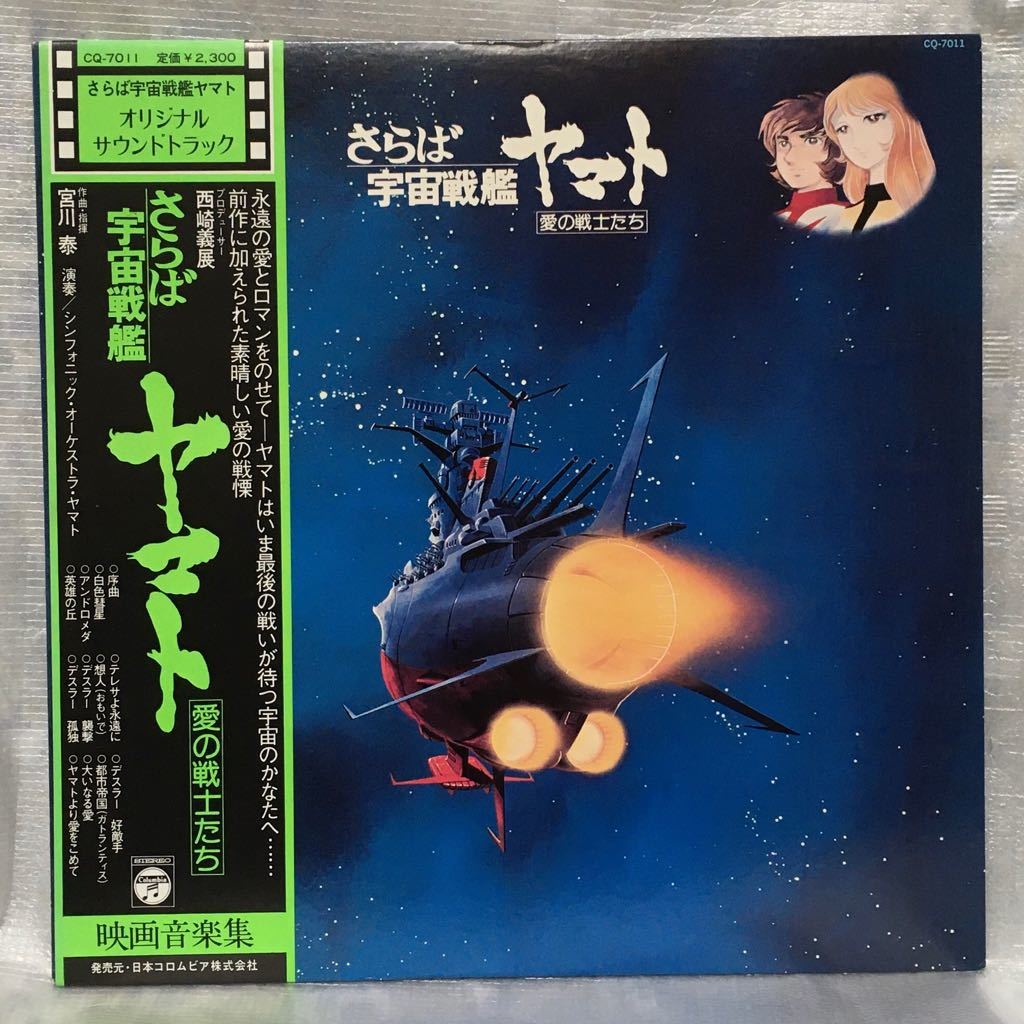 CQ-7011 定価￥2,300
さらば宇宙戦艦ヤマト
オリジナル
サウンドトラック
永遠の愛とロマンをのせて―ヤマトはいま最後の戦いが待つ宇宙のかなたへ……
前作に加えられた素晴しい愛の戦慄
プロデューサー
西崎義展
さらば
宇宙戦艦
ヤマト
愛の戦士たち
作曲・指揮
宮川 泰 演奏／シンフォニック・オーケストラ・ヤマト
○序曲
○白色彗星
○アンドロメダ
○英雄の丘
○テレサよ永遠に
○想人(おもいで)
○デスラー 襲撃
○デスラー 孤独
○デスラー 好敵手
○都市帝国(ガトランティス)
○大いなる愛
○ヤマトより愛をこめて
STEREO
Columbia
映画音楽集
発売元・日本コロムビア株式会社
CQ-7011
さらば
宇宙戦艦
ヤマト
愛の戦士たち